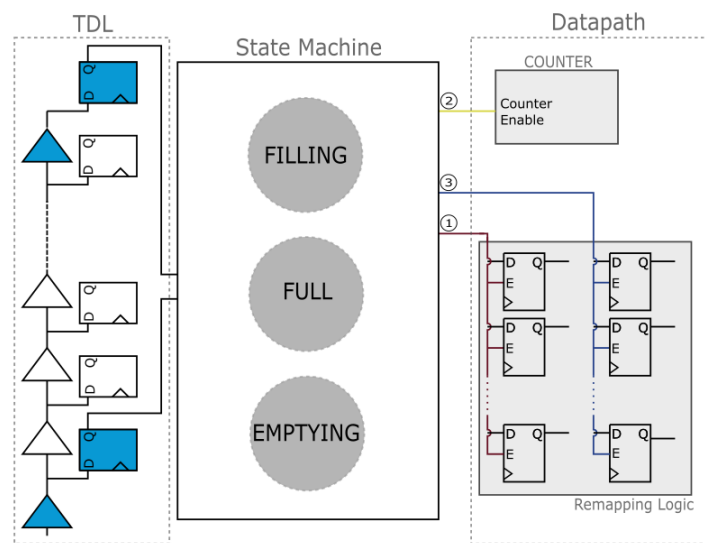 TDL
State Machine
Datapath
Q
D
Q
D
Q
D
Q
D
Q
D
FILLING
FULL
EMPTYING
②
③
①
COUNTER
Counter
Enable
D Q
E
D Q
E
D Q
E
D Q
E
D Q
E
D Q
E
Remapping Logic